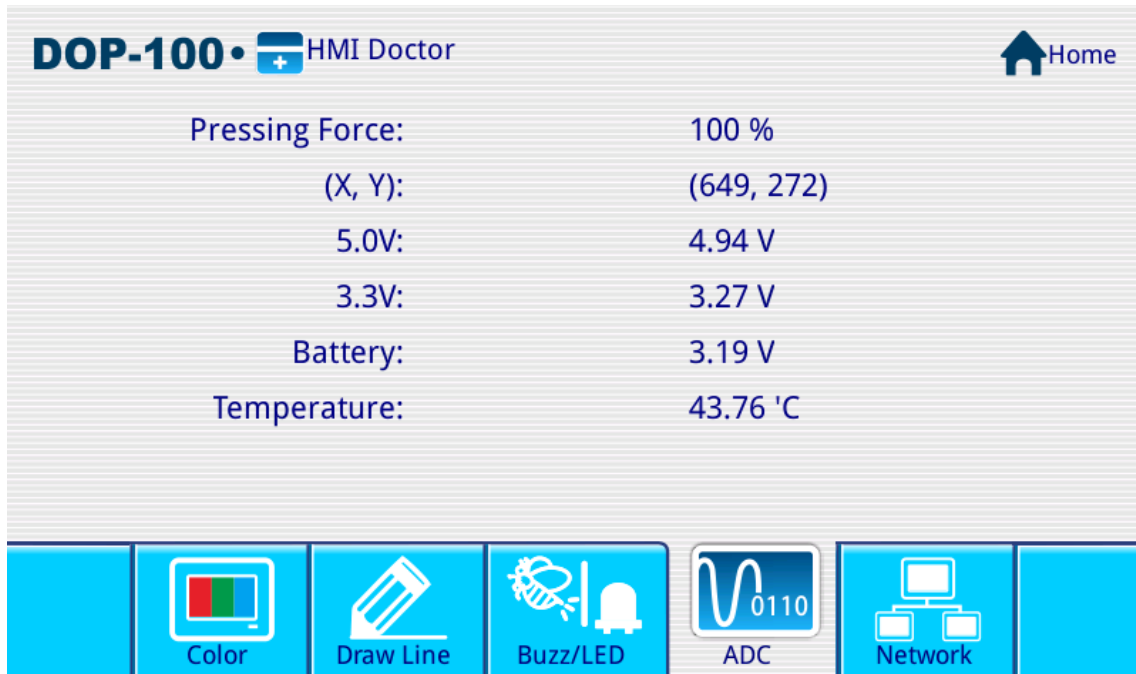 DOP-100• HMI Doctor Home
Pressing Force: 100 %
(X, Y): (649, 272)
5.0V: 4.94 V
3.3V: 3.27 V
Battery: 3.19 V
Temperature: 43.76 'C
0110
Color Draw Line Buzz/LED ADC Network